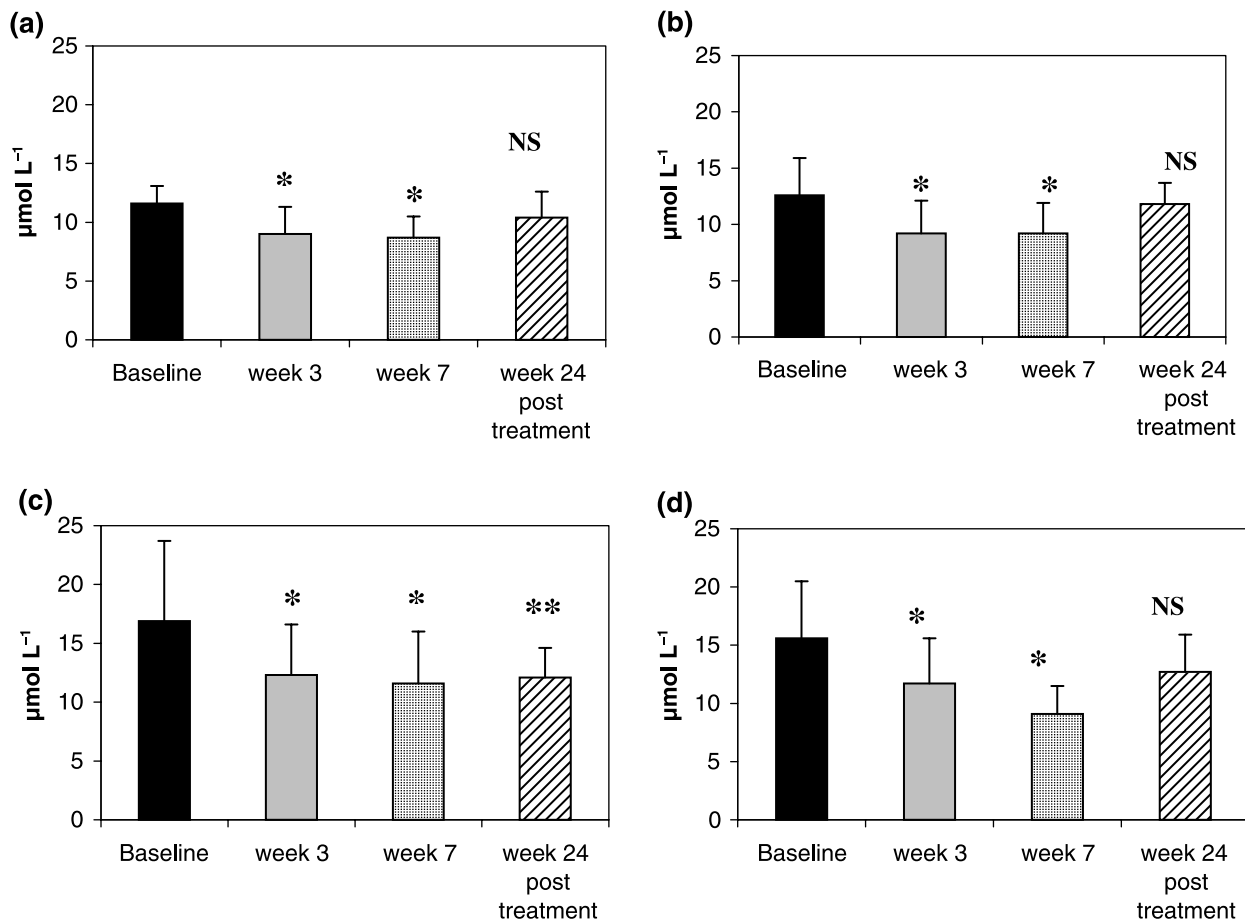 (a)
25
20
15
10
5
0
µmol L⁻¹
* * NS
Baseline week 3 week 7 week 24
post
treatment
(b)
25
20
15
10
5
0
µmol L⁻¹
* * NS
Baseline week 3 week 7 week 24
post
treatment
(c)
25
20
15
10
5
0
µmol L⁻¹
* * **
Baseline week 3 week 7 week 24
post
treatment
(d)
25
20
15
10
5
0
µmol L⁻¹
* * NS
Baseline week 3 week 7 week 24
post
treatment